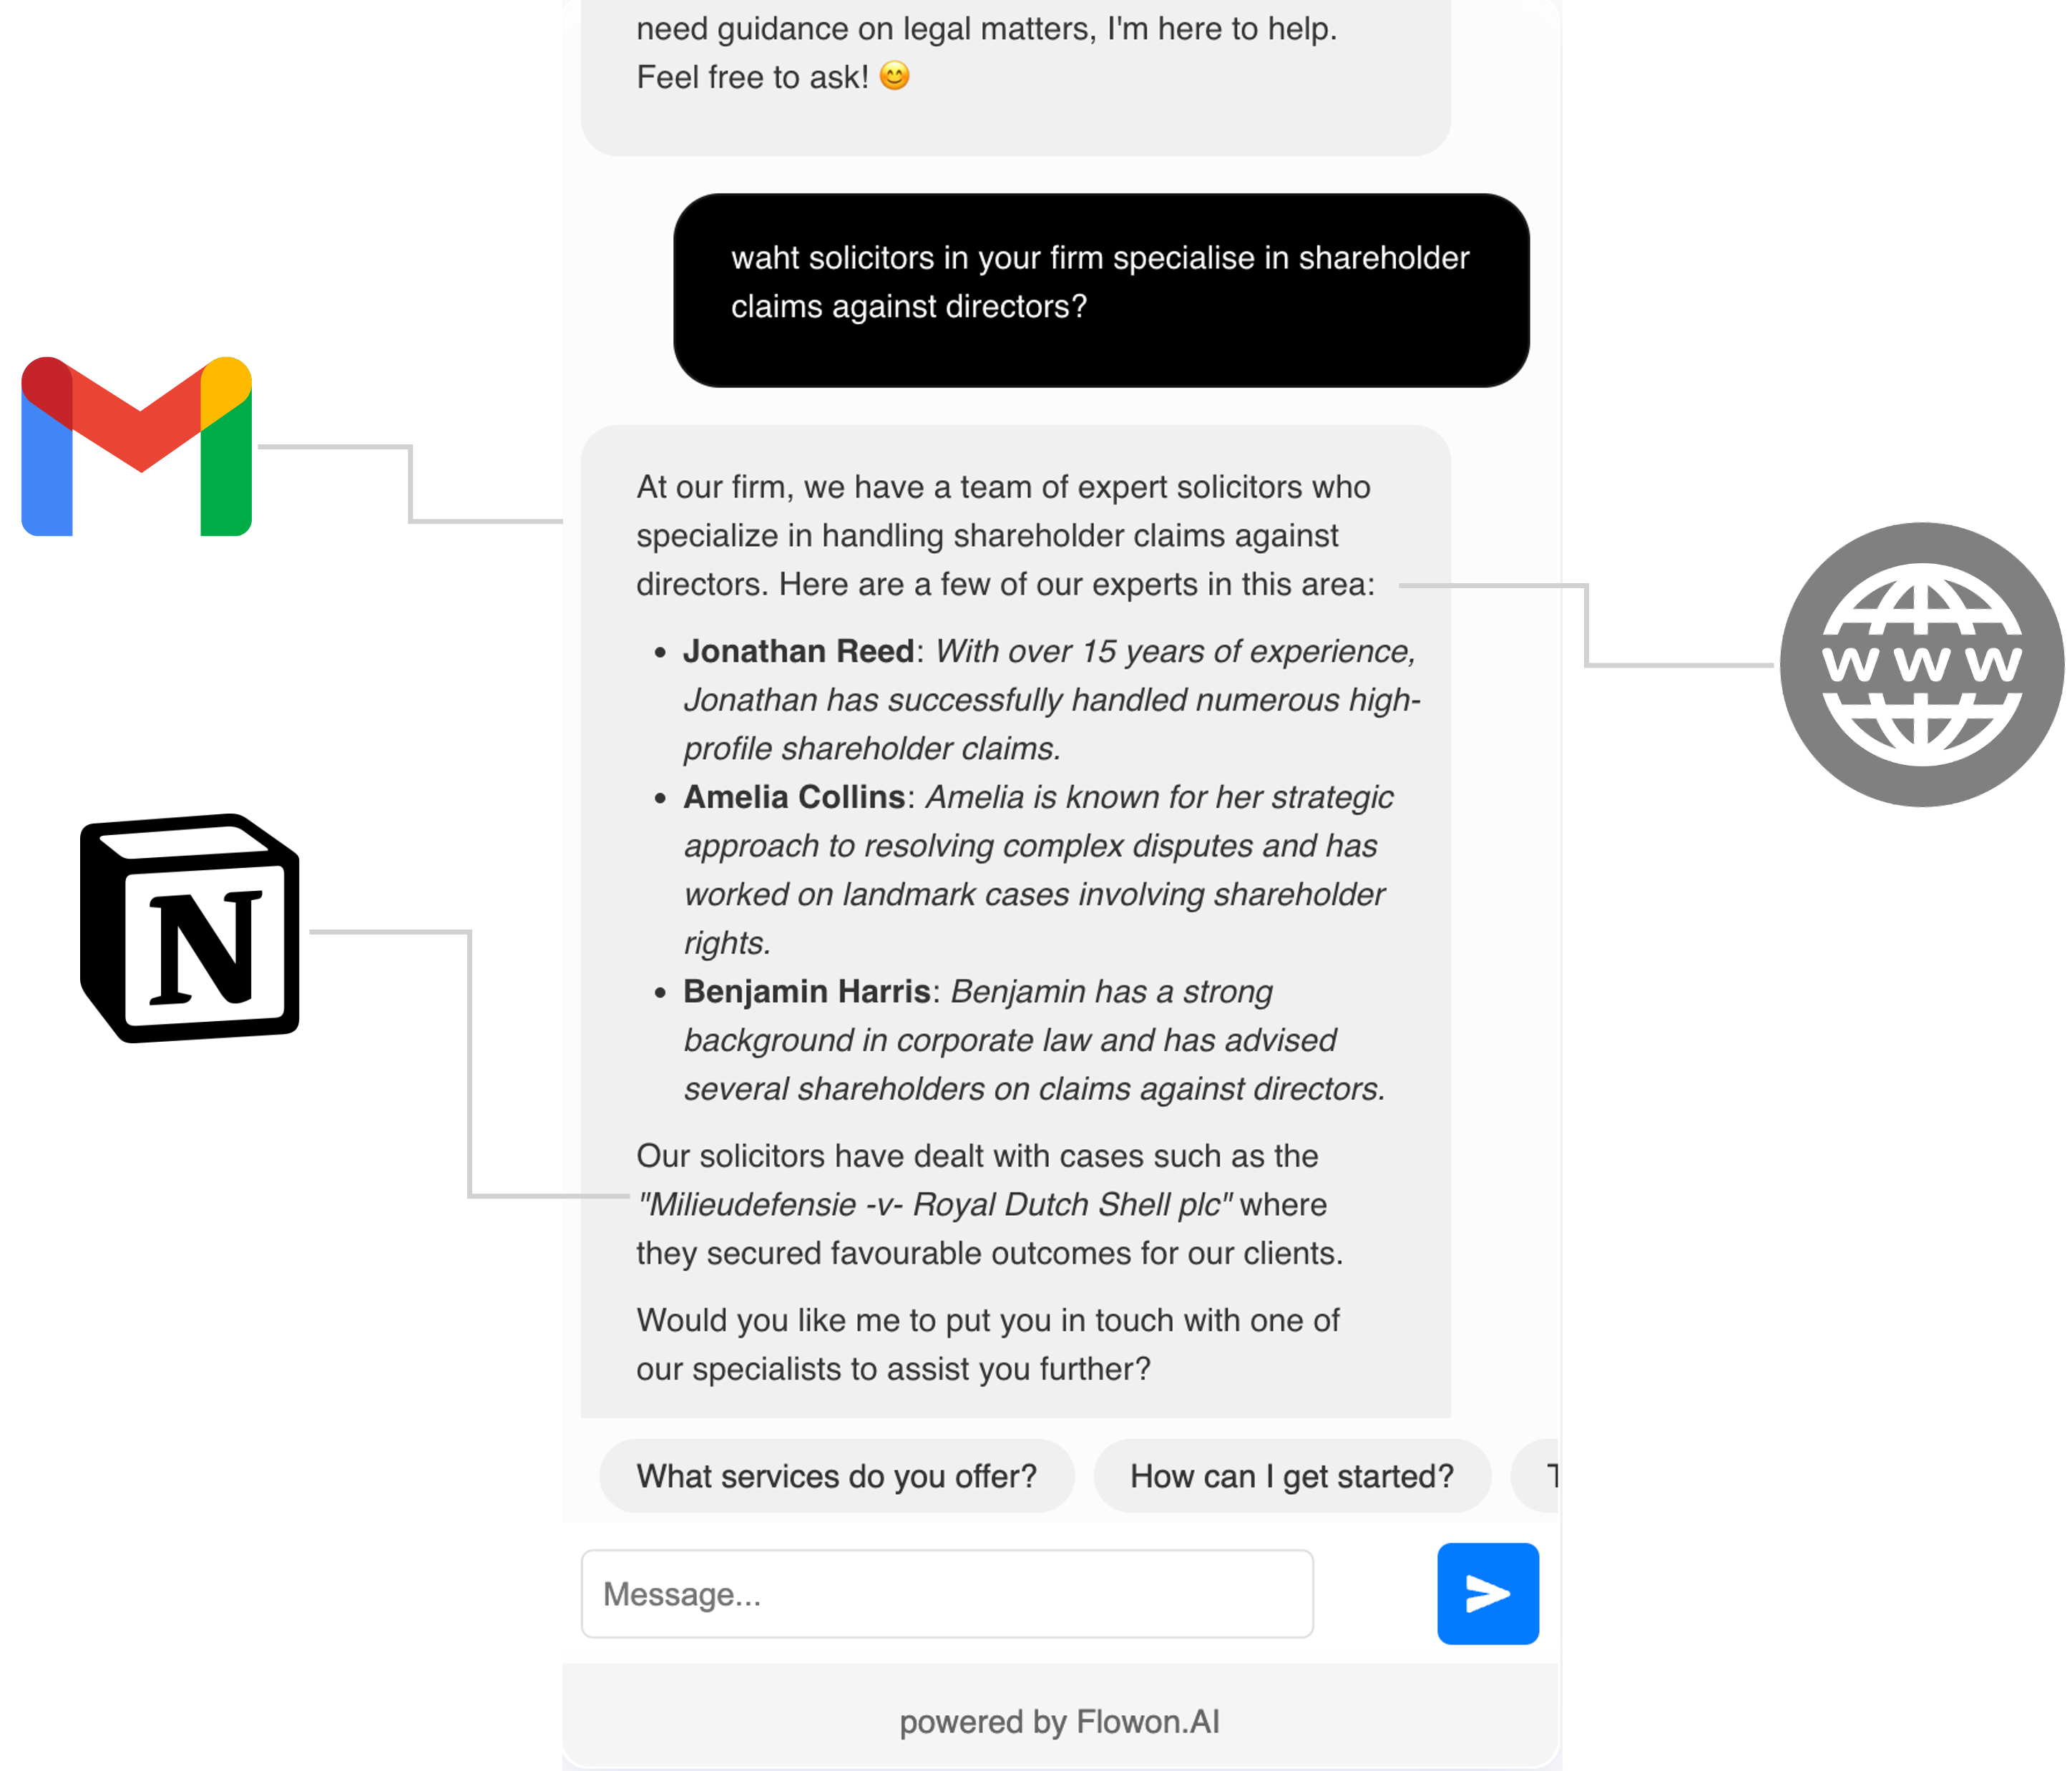 need guidance on legal matters, I'm here to help.
Feel free to ask! 😊
waht solicitors in your firm specialise in shareholder
claims against directors?
At our firm, we have a team of expert solicitors who
specialize in handling shareholder claims against
directors. Here are a few of our experts in this area:
• Jonathan Reed: With over 15 years of experience,
Jonathan has successfully handled numerous high-
profile shareholder claims.
• Amelia Collins: Amelia is known for her strategic
approach to resolving complex disputes and has
worked on landmark cases involving shareholder
rights.
• Benjamin Harris: Benjamin has a strong
background in corporate law and has advised
several shareholders on claims against directors.
Our solicitors have dealt with cases such as the
"Milieudefensie -v- Royal Dutch Shell plc" where
they secured favourable outcomes for our clients.
Would you like me to put you in touch with one of
our specialists to assist you further?
What services do you offer?
How can I get started?
Message...
powered by Flowon.AI
N
WWW